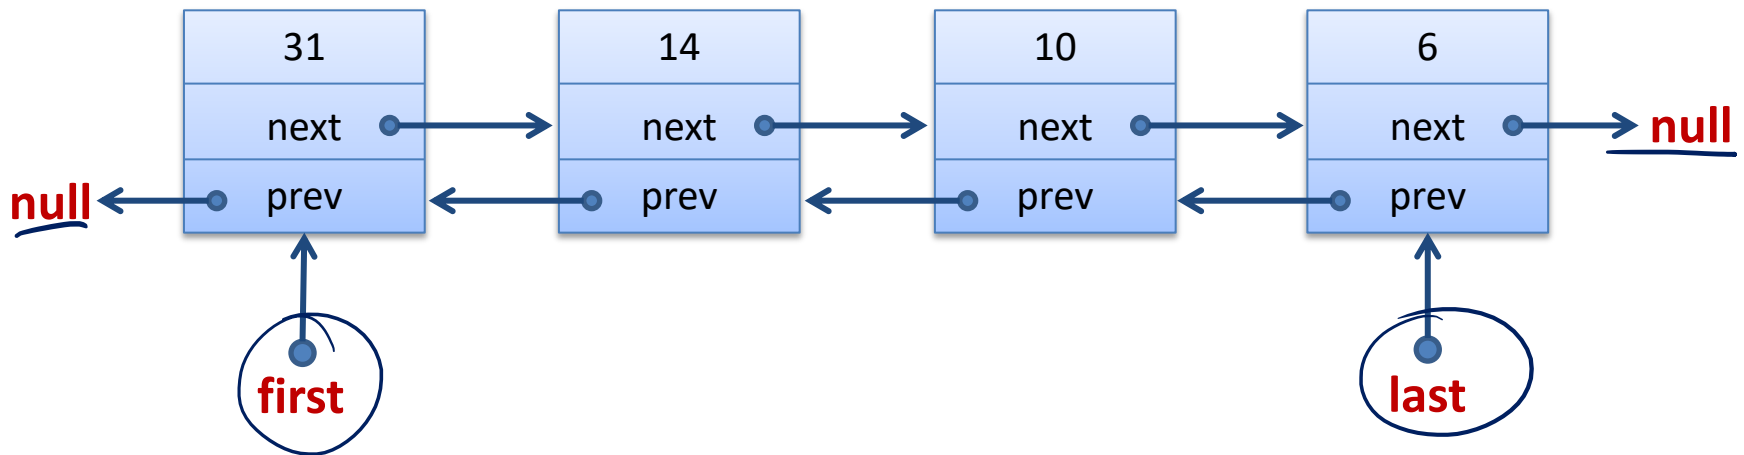 31 14 10 6
next next next next null
null prev prev prev prev
first last